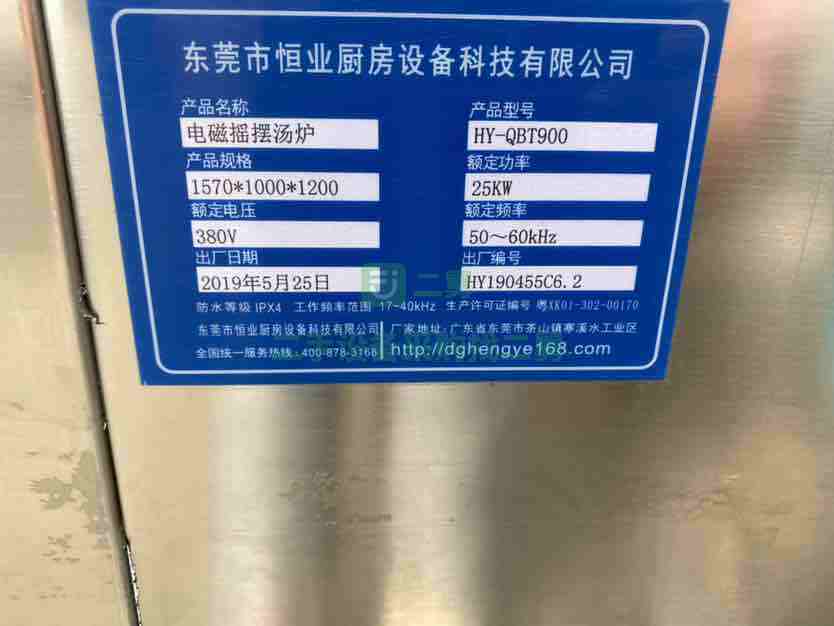 东莞市恒业厨房设备科技有限公司
产品名称 产品型号
电磁摇摆汤炉 HY-QBT900
产品规格 额定功率
1570*1000*1200 25KW
额定电压 额定频率
380V 50～60kHz
出厂日期 出厂编号
2019年5月25日 HY190455C6.2
防水等级 IPX4 工作频率范围 17-40kHz 生产许可证编号 粤XK01-302-00170
东莞市恒业厨房设备科技有限公司 厂家地址:广东省东莞市茶山镇寒溪水工业区
全国统一服务热线:400-878-3168 http://dghengye168.com